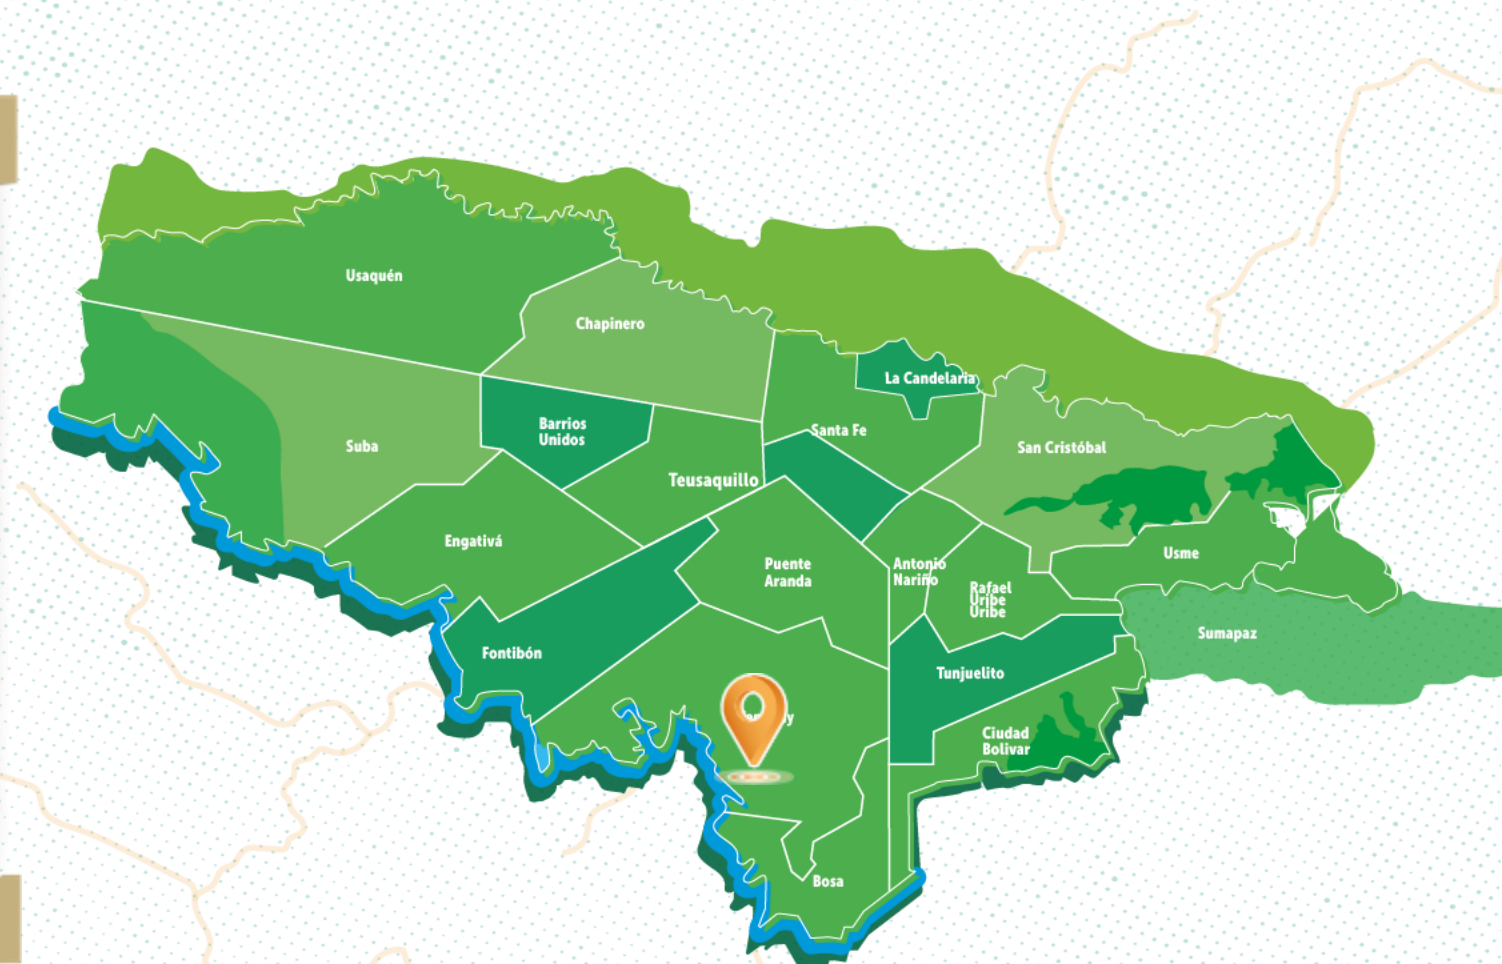 Usaquén
Chapinero
La Candelaria
Barrios
Unidos
Santa Fe
Suba
San Cristóbal
Teusaquillo
Engativá
Usme
Puente
Aranda
Antonio
Nariño
Rafael
Uribe
Uribe
Sumapaz
Fontibón
Tunjuelito
Ciudad
Bolivar
Bosa